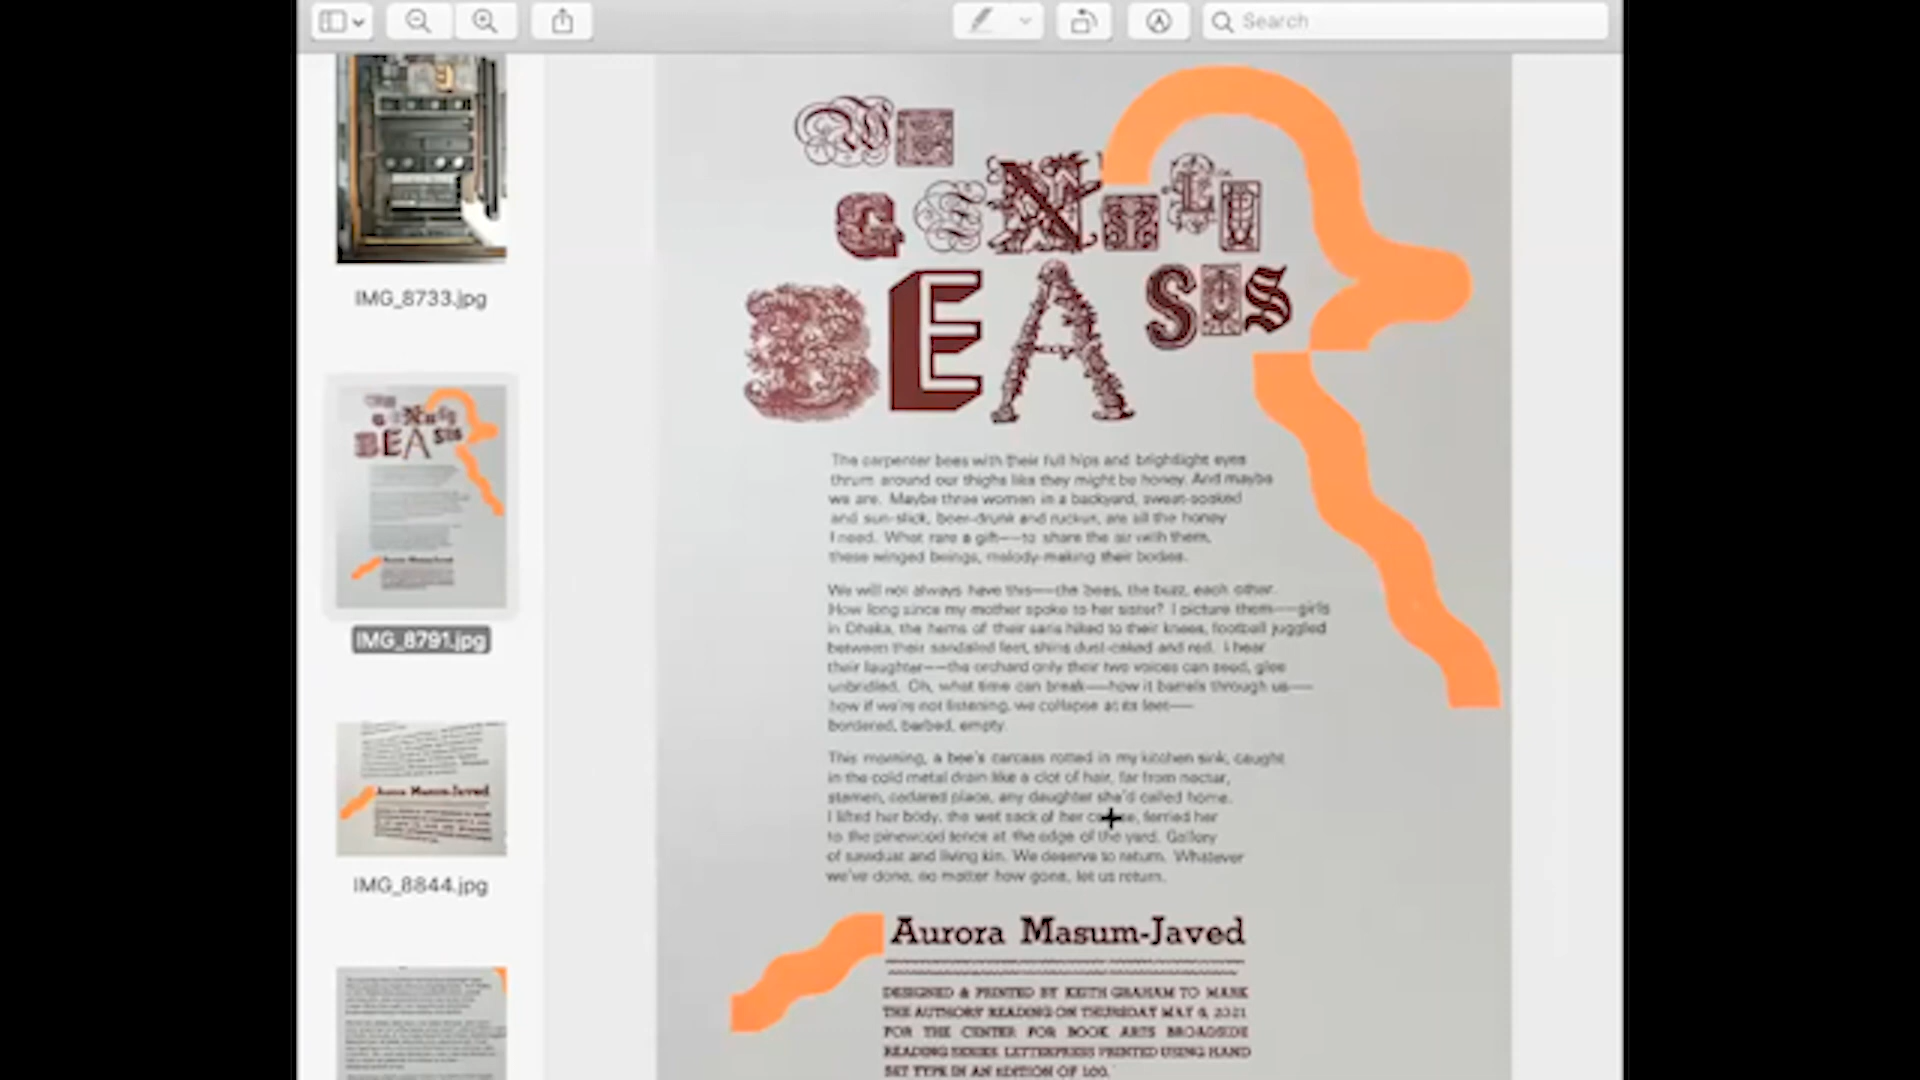 Search
IMG_8733.jpg
IMG_8791.jpg
IMG_8844.jpg
WE
GENTLE
BEASTS
The carpenter bees with their full hips and brightlight eyes
thrum around our thighs like they might be honey. And maybe
we are. Maybe three women in a backyard, sweat-soaked
and sun-slick, beer-drunk and ruckus, are all the honey
I need. What rare a gift—to share the air with them,
these winged beings, melody-making their bodies.
We will not always have this—the bees, the buzz, each other.
How long since my mother spoke to her sister? I picture them—girls
in Dhaka, the hems of their saris hiked to their knees, football juggled
between their sandaled feet, shins dust-caked and red. I hear
their laughter—the orchard only their two voices can seed, glee
unbridled. Oh, what time can break—how it barrels through us—
how if we're not listening, we collapse at its feet—
bordered, barbed, empty.
This morning, a bee's carcass rotted in my kitchen sink, caught
in the cold metal drain like a clot of hair, far from nectar,
stamen, cedared place, any daughter she'd called home.
I lifted her body, the wet sack of her, ferried her
to the pinewood fence at the edge of the yard. Gallery
of sawdust and living kin. We deserve to return. Whatever
we've done, no matter how gone, let us return.
Aurora Masum-Javed
DESIGNED & PRINTED BY KEITH GRAHAM TO MARK
THE AUTHORS' READING ON THURSDAY MAY 6, 2021
FOR THE CENTER FOR BOOK ARTS BROADSIDE
READING SERIES. LETTERPRESS PRINTED USING HAND
SET TYPE IN AN EDITION OF 100.